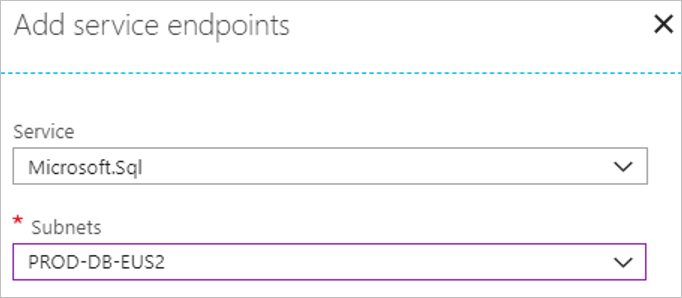 Add service endpoints
Service
Microsoft.Sql
* Subnets
PROD-DB-EUS2